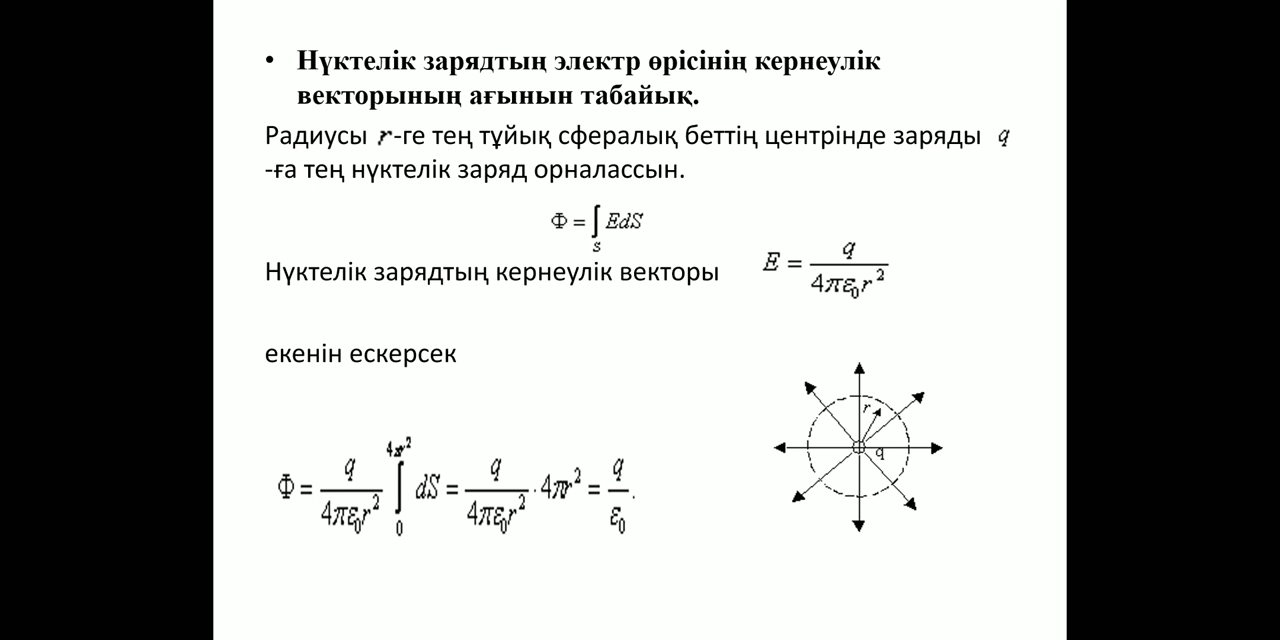 • Нүктелік зарядтың электр өрісінің кернеулік
векторының ағынын табайық.
Радиусы r-ге тең тұйық сфералық беттің центрінде заряды q
-ға тең нүктелік заряд орналассын.
Φ = ∫_S EdS
Нүктелік зарядтың кернеулік векторы E = q / (4πε₀r²)
екенін ескерсек
r
q
Φ = q / (4πε₀r²) ∫₀^(4πr²) dS = q / (4πε₀r²) · 4πr² = q / ε₀.